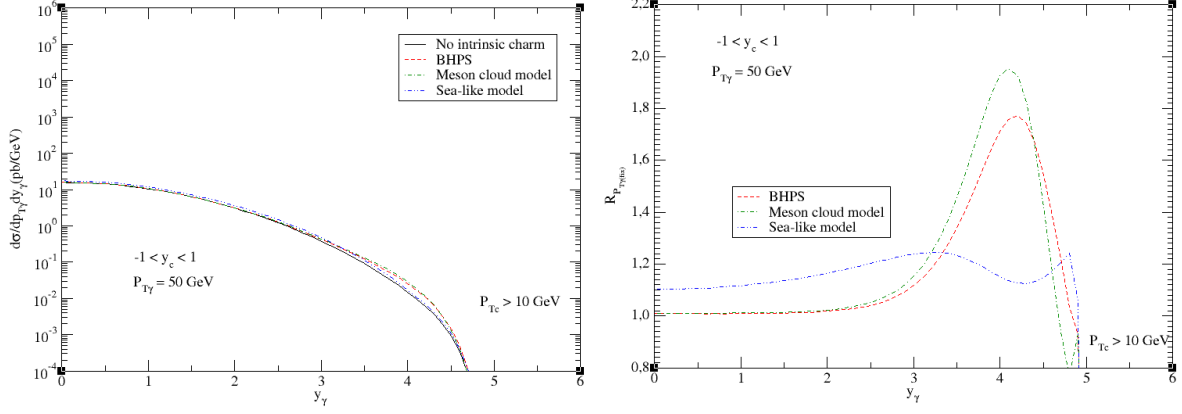 10^6
10^5
10^4
10^3
10^2
10^1
10^0
10^-1
10^-2
10^-3
10^-4
dσ/dp_Tγdy_γ(pb/GeV)
No intrinsic charm
BHPS
Meson cloud model
Sea-like model
-1 < y_c < 1
P_Tγ = 50 GeV
P_Tc > 10 GeV
0 1 2 3 4 5 6
y_γ
2,2
2,0
1,8
1,6
1,4
1,2
1,0
0,8
-1 < y_c < 1
P_Tγ = 50 GeV
BHPS
Meson cloud model
Sea-like model
P_Tc > 10 GeV
0 1 2 3 4 5 6
y_γ